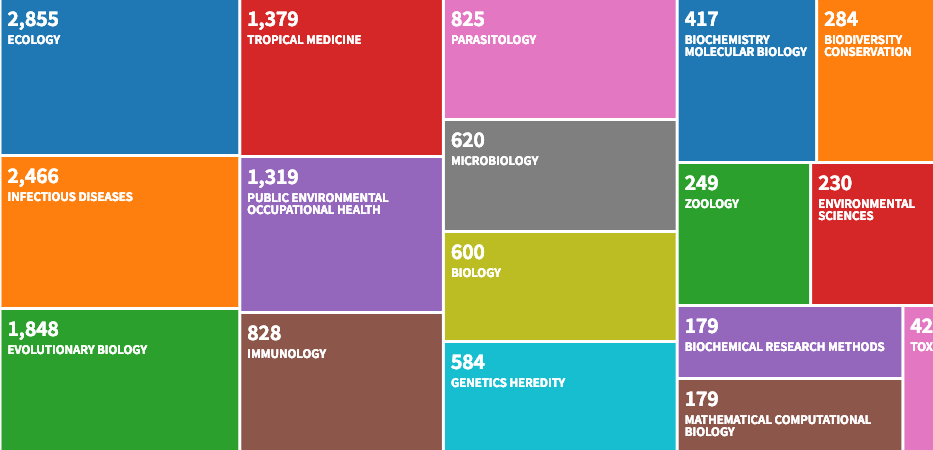 2,855
ECOLOGY
2,466
INFECTIOUS DISEASES
1,848
EVOLUTIONARY BIOLOGY
1,379
TROPICAL MEDICINE
1,319
PUBLIC ENVIRONMENTAL
OCCUPATIONAL HEALTH
828
IMMUNOLOGY
825
PARASITOLOGY
620
MICROBIOLOGY
600
BIOLOGY
584
GENETICS HEREDITY
417
BIOCHEMISTRY
MOLECULAR BIOLOGY
284
BIODIVERSITY
CONSERVATION
249
ZOOLOGY
230
ENVIRONMENTAL
SCIENCES
179
BIOCHEMICAL RESEARCH METHODS
179
MATHEMATICAL COMPUTATIONAL
BIOLOGY
42
TOX